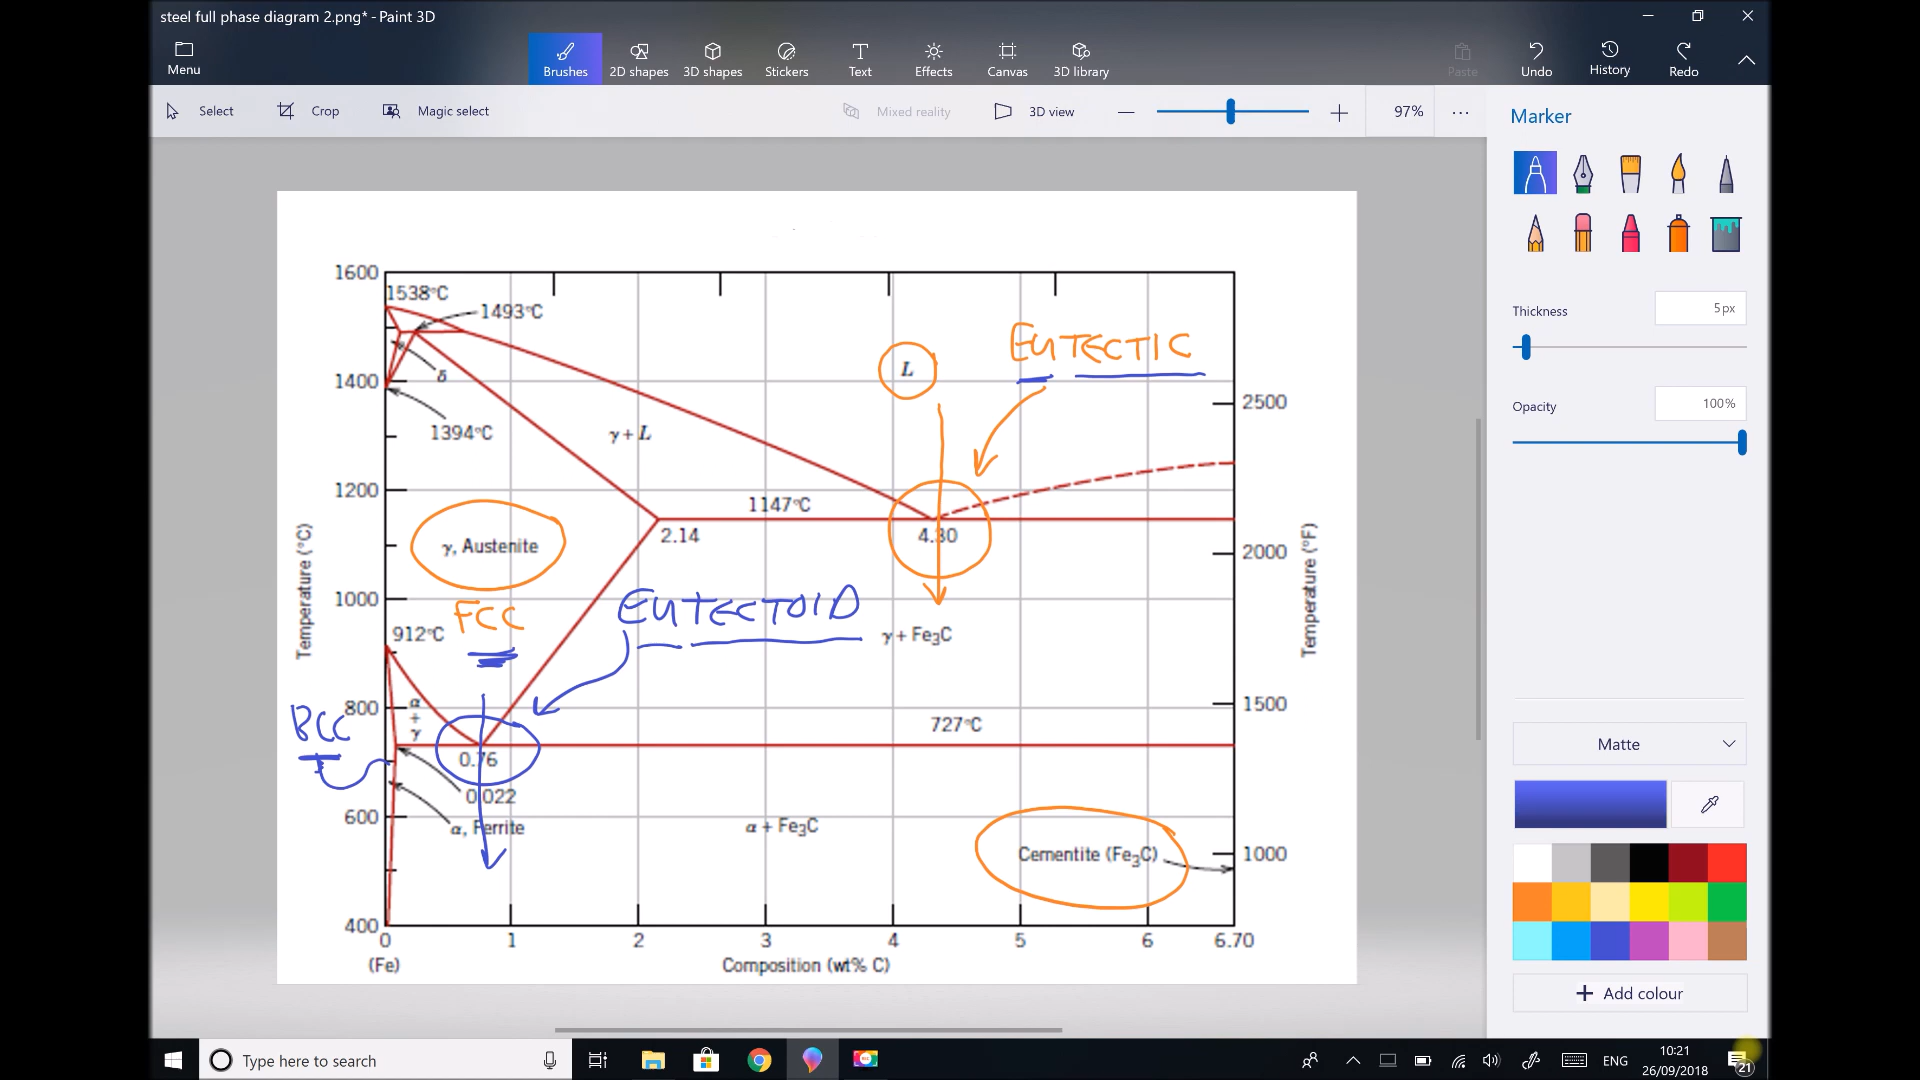 steel full phase diagram 2.png* - Paint 3D
Menu
Brushes
2D shapes
3D shapes
Stickers
Text
Effects
Canvas
3D library
Paste
Undo
History
Redo
Select
Crop
Magic select
Mixed reality
3D view
97%
Marker
Thickness
5px
Opacity
100%
Matte
+ Add colour
1600
1538°C
1493°C
δ
1400
1394°C
γ + L
L
EUTECTIC
2500
1200
1147°C
2.14
4.30
γ, Austenite
FCC
2000
Temperature (°C)
Temperature (°F)
1000
EUTECTOID
912°C
γ + Fe₃C
BCC
800
α
+
γ
727°C
1500
0.76
0.022
600
α, Ferrite
α + Fe₃C
Cementite (Fe₃C)
1000
400
0
1
2
3
4
5
6
6.70
(Fe)
Composition (wt% C)
Type here to search
ENG
10:21
26/09/2018
21